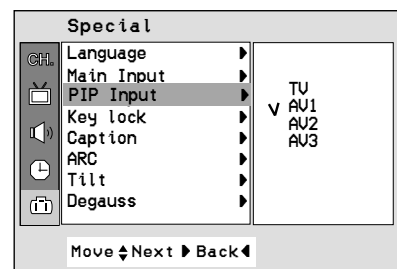 Special
CH.
Language
Main Input
PIP Input
Key lock
Caption
ARC
Tilt
Degauss
TV
V AV1
AV2
AV3
Move Next Back